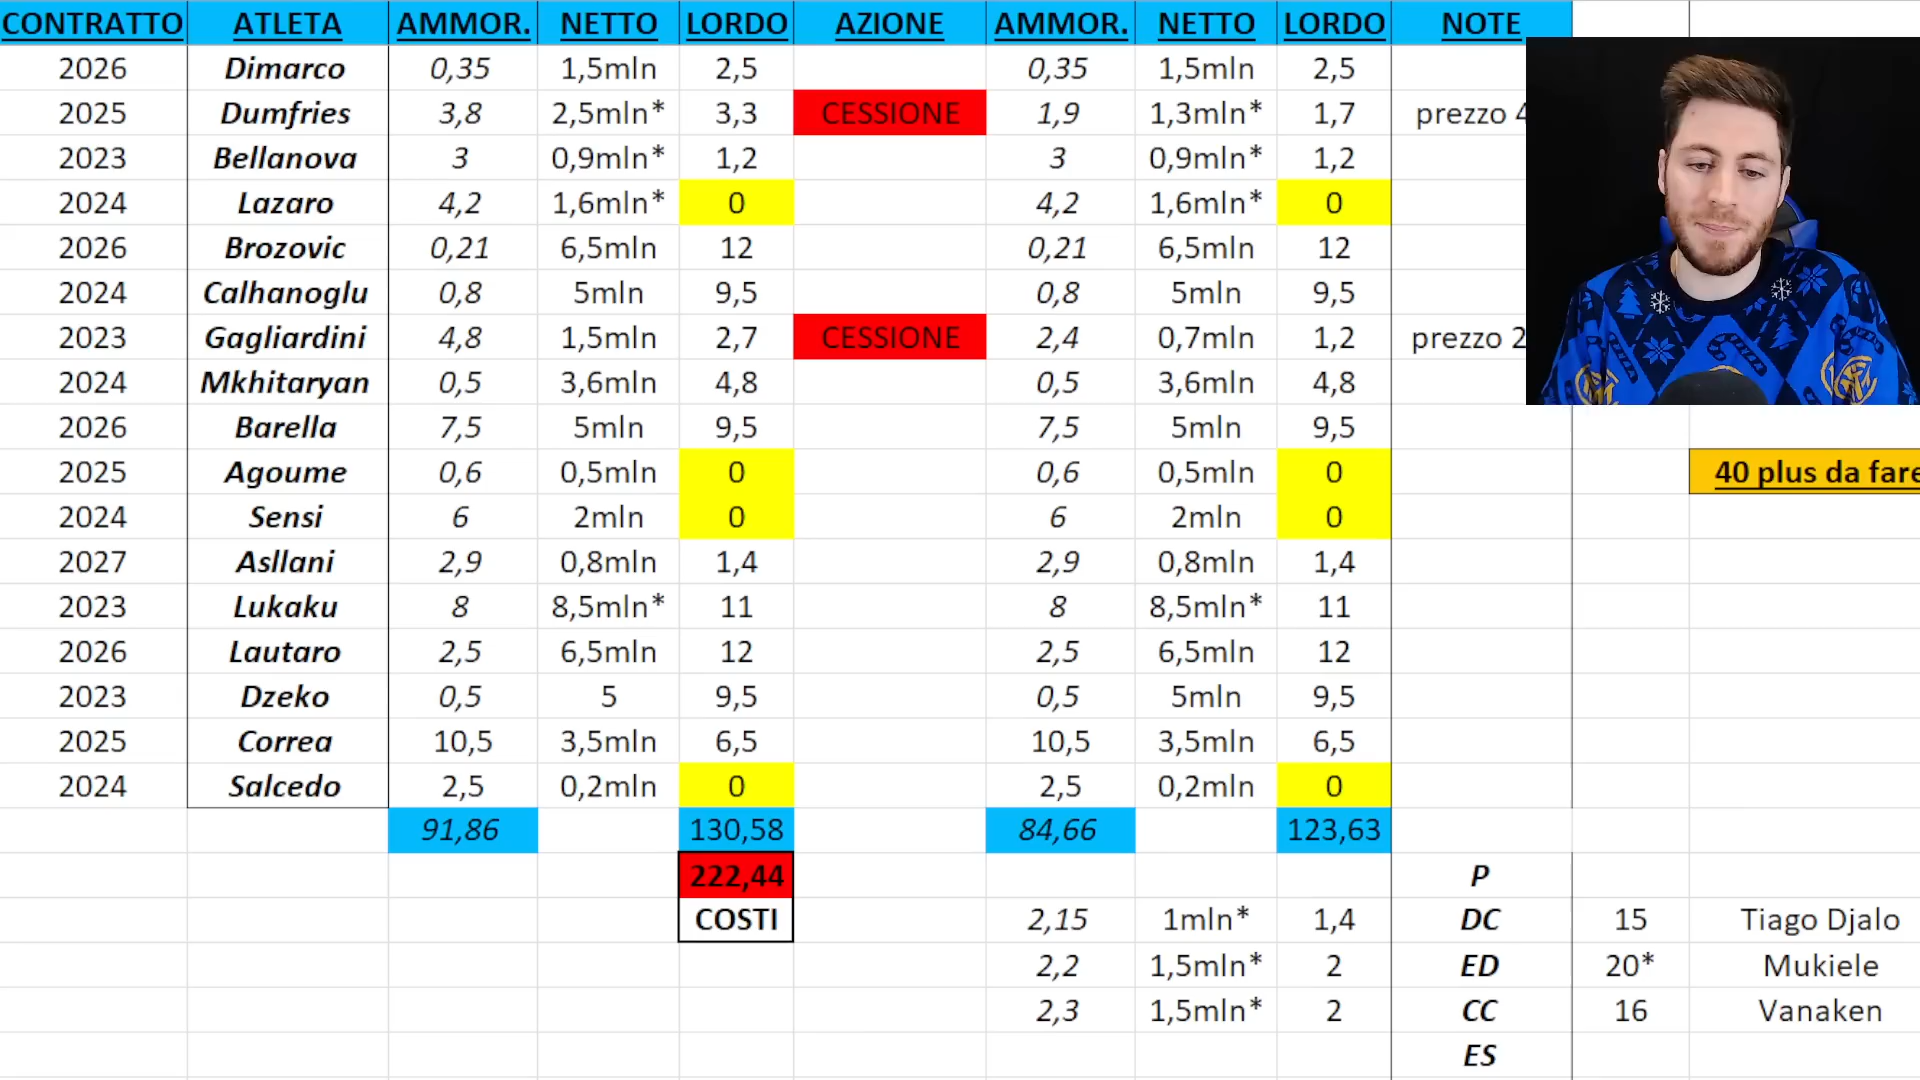 CONTRATTO ATLETA AMMOR. NETTO LORDO AZIONE AMMOR. NETTO LORDO NOTE
2026 Dimarco 0,35 1,5mln 2,5 0,35 1,5mln 2,5
2025 Dumfries 3,8 2,5mln* 3,3 CESSIONE 1,9 1,3mln* 1,7 prezzo 4
2023 Bellanova 3 0,9mln* 1,2 3 0,9mln* 1,2
2024 Lazaro 4,2 1,6mln* 0 4,2 1,6mln* 0
2026 Brozovic 0,21 6,5mln 12 0,21 6,5mln 12
2024 Calhanoglu 0,8 5mln 9,5 0,8 5mln 9,5
2023 Gagliardini 4,8 1,5mln 2,7 CESSIONE 2,4 0,7mln 1,2 prezzo 2
2024 Mkhitaryan 0,5 3,6mln 4,8 0,5 3,6mln 4,8
2026 Barella 7,5 5mln 9,5 7,5 5mln 9,5
2025 Agoume 0,6 0,5mln 0 0,6 0,5mln 0 40 plus da fare
2024 Sensi 6 2mln 0 6 2mln 0
2027 Asllani 2,9 0,8mln 1,4 2,9 0,8mln 1,4
2023 Lukaku 8 8,5mln* 11 8 8,5mln* 11
2026 Lautaro 2,5 6,5mln 12 2,5 6,5mln 12
2023 Dzeko 0,5 5 9,5 0,5 5mln 9,5
2025 Correa 10,5 3,5mln 6,5 10,5 3,5mln 6,5
2024 Salcedo 2,5 0,2mln 0 2,5 0,2mln 0
91,86 130,58 84,66 123,63
222,44 P
COSTI 2,15 1mln* 1,4 DC 15 Tiago Djalo
2,2 1,5mln* 2 ED 20* Mukiele
2,3 1,5mln* 2 CC 16 Vanaken
ES